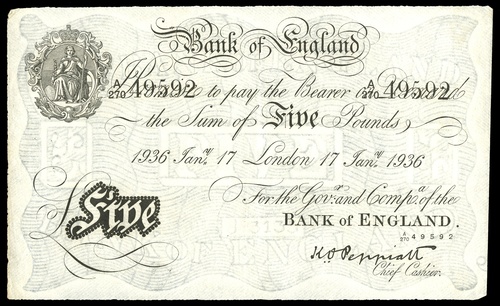 Bank of England
A/270 49592 I Promise to pay the Bearer on Demand A/270 49592
the Sum of Five Pounds
1936 Jany. 17 London 17 Jany. 1936
For the Govr. and Compa. of the
BANK OF ENGLAND.
A/270 49592
£Five
K.O. Peppiatt
Chief Cashier.